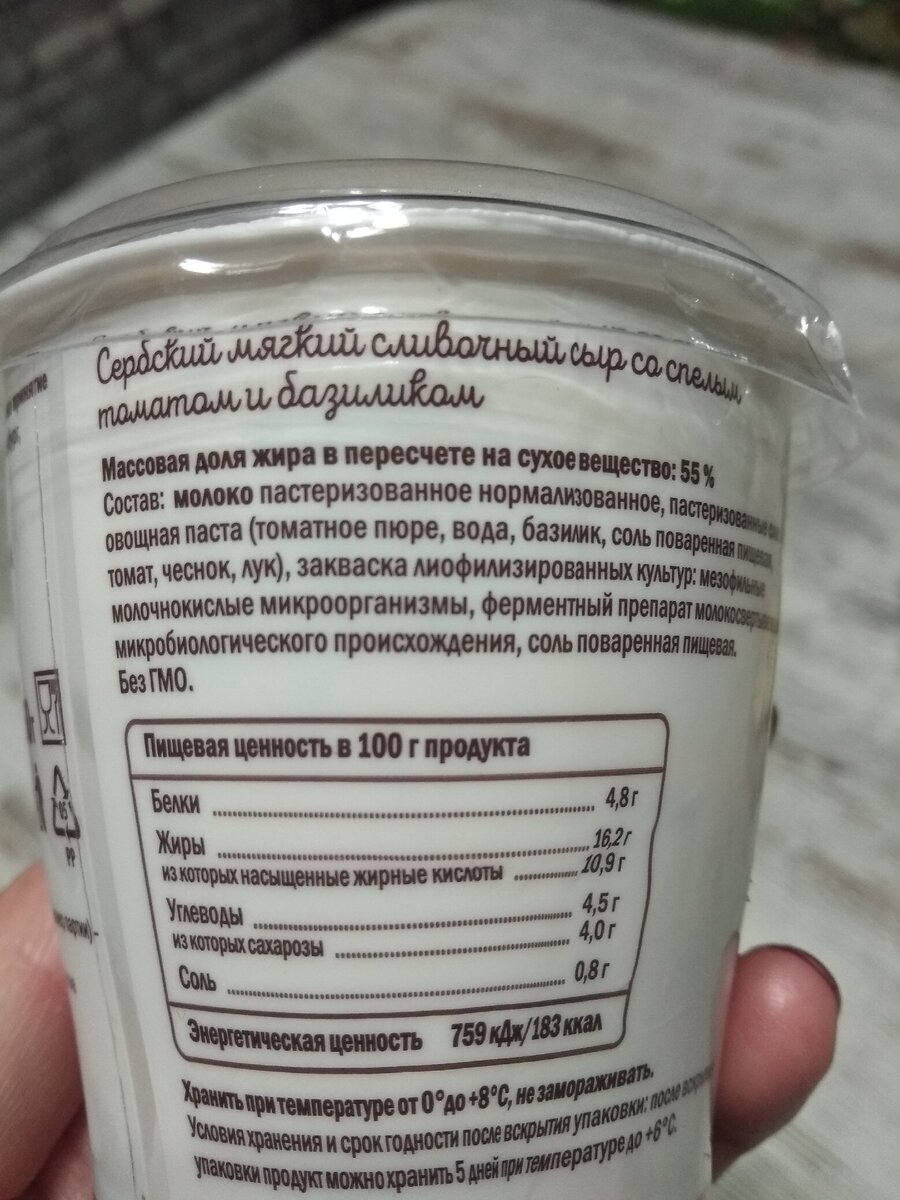 Сербский мягкий сливочный сыр со спелым
томатом и базиликом
Массовая доля жира в пересчете на сухое вещество: 55 %
Состав: молоко пастеризованное нормализованное, пастеризованные
овощная паста (томатное пюре, вода, базилик, соль поваренная пищевая,
томат, чеснок, лук), закваска лиофилизированных культур: мезофильные
молочнокислые микроорганизмы, ферментный препарат
микробиологического происхождения, соль поваренная пищевая.
Без ГМО.
Пищевая ценность в 100 г продукта
Белки 4,8 г
Жиры 16,2 г
из которых насыщенные жирные кислоты 10,9 г
Углеводы 4,5 г
из которых сахарозы 4,0 г
Соль 0,8 г
Энергетическая ценность 759 кДж/183 ккал
Хранить при температуре от 0° до +8°С, не замораживать.
Условия хранения и срок годности после вскрытия упаковки: после
упаковки продукт можно хранить 5 дней при температуре до +6°С.
05
PP